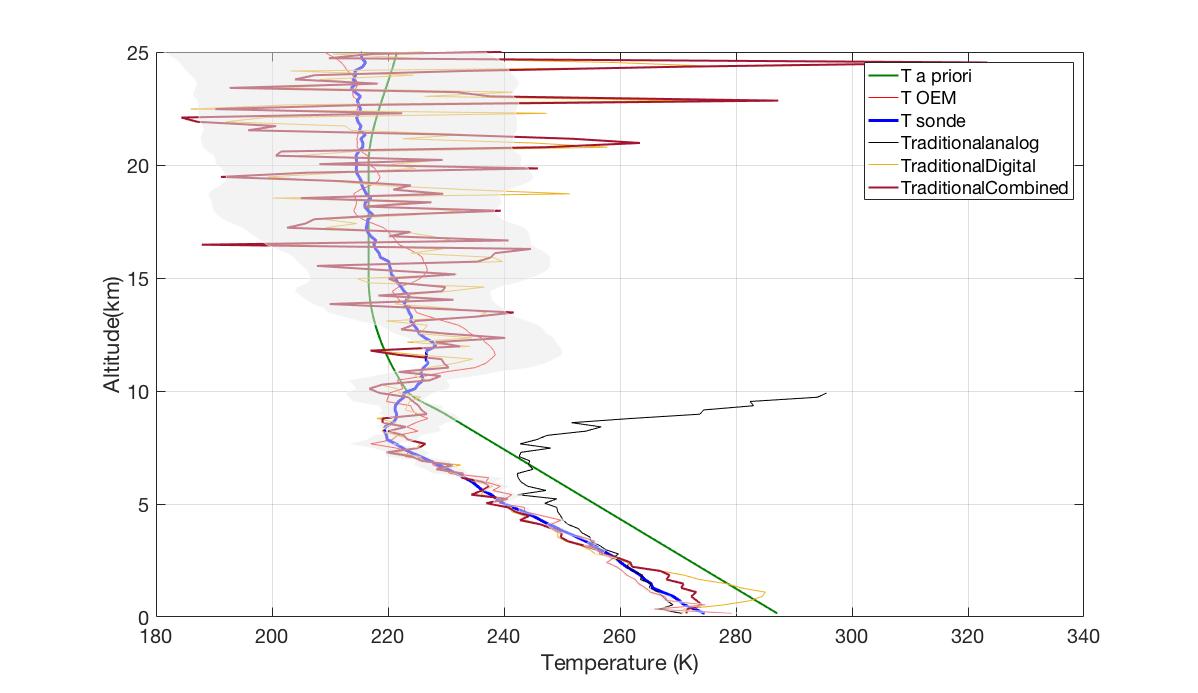 25
20
15
10
5
0
Altitude(km)
180
200
220
240
260
280
300
320
340
Temperature (K)
T a priori
T OEM
T sonde
Traditionalanalog
TraditionalDigital
TraditionalCombined